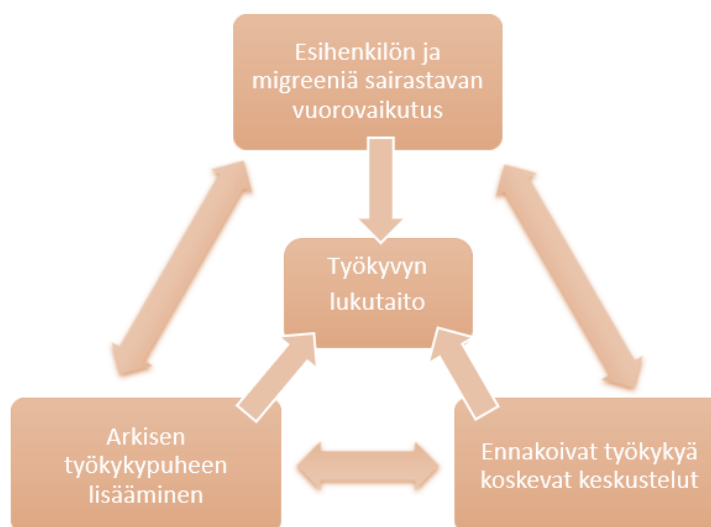 Esihenkilön ja
migreeniä sairastavan
vuorovaikutus
Työkyvyn
lukutaito
Arkisen
työkykypuheen
lisääminen
Ennakoivat työkykyä
koskevat keskustelut